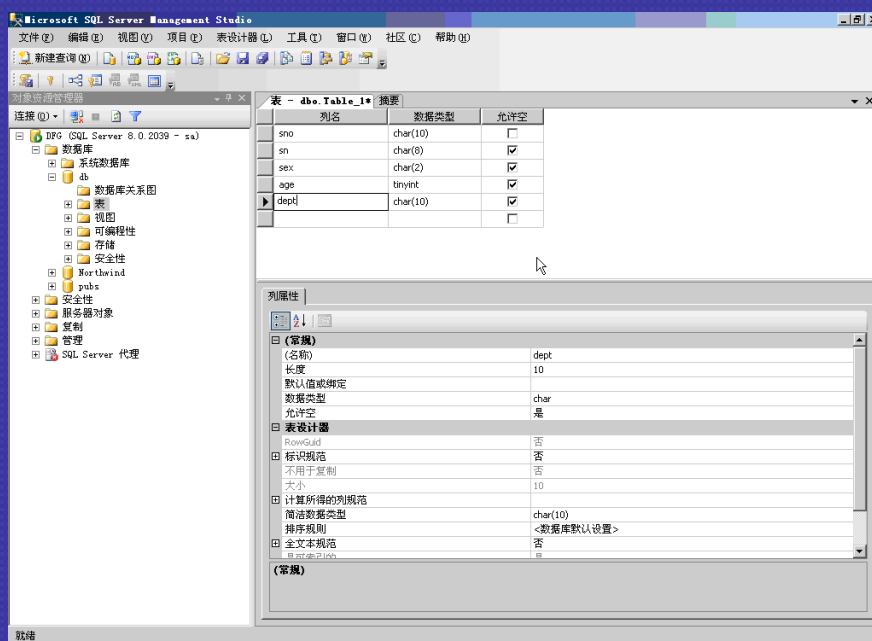 Microsoft SQL Server Management Studio
文件(F) 编辑(E) 视图(V) 项目(P) 表设计器(L) 工具(T) 窗口(W) 社区(C) 帮助(H)
新建查询(N)
对象资源管理器
连接(O)
DFG (SQL Server 8.0.2039 - sa)
数据库
系统数据库
db
数据库关系图
表
视图
可编程性
存储
安全性
Northwind
pubs
安全性
服务器对象
复制
管理
SQL Server 代理
表 - dbo.Table_1* 摘要
列名 数据类型 允许空
sno char(10)
sn char(8)
sex char(2)
age tinyint
dept char(10)
列属性
(常规)
(名称) dept
长度 10
默认值或绑定
数据类型 char
允许空 是
表设计器
RowGuid 否
标识规范 否
不用于复制 否
大小 10
计算所得的列规范
简洁数据类型 char(10)
排序规则 <数据库默认设置>
全文本规范 否
是可索引的 是
(常规)
就绪